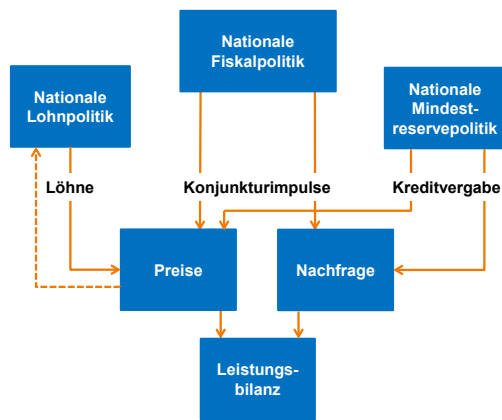 Nationale
Fiskalpolitik
Nationale
Lohnpolitik
Nationale
Mindest-
reservepolitik
Löhne
Konjunkturimpulse
Kreditvergabe
Preise
Nachfrage
Leistungs-
bilanz